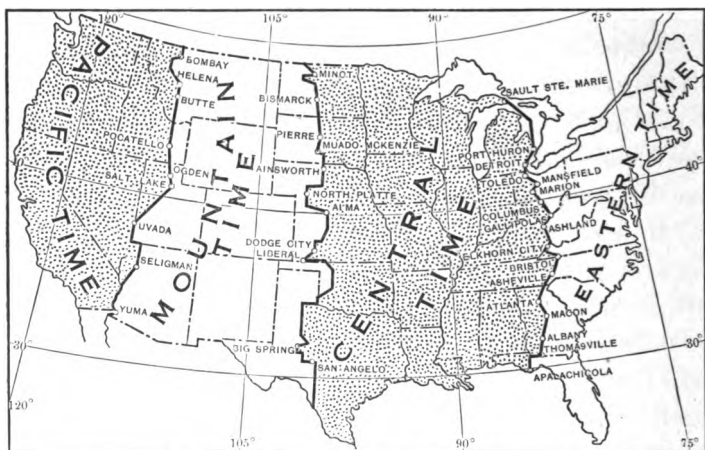 120°
105°
90°
75°
PACIFIC TIME
MOUNTAIN TIME
CENTRAL TIME
EASTERN TIME
BOMBAY
HELENA
BUTTE
POCATELLO
OGDEN
SALT LAKE
UVADA
SELIGMAN
YUMA
MINOT
BISMARCK
PIERRE
MUADO-MCKENZIE
AINSWORTH
NORTH PLATTE
ALMA
DODGE CITY
LIBERAL
BIG SPRING
SAN ANGELO
SAULT STE. MARIE
PORT HURON
DETROIT
TOLEDO
MANSFIELD
MARION
COLUMBUS
GALLIPOLAS
ASHLAND
ELKHORN-CITY
BRISTOL
ASHEVILLE
ATLANTA
MACON
ALBANY
THOMASVILLE
APALACHICOLA
40°
40°
30°
30°
120°
105°
90°
75°